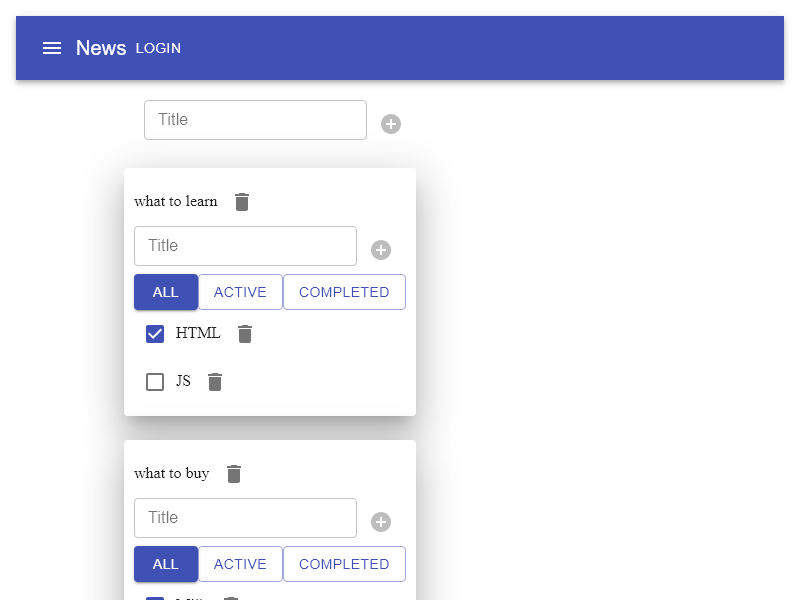 News LOGIN
Title
what to learn
Title
ALL ACTIVE COMPLETED
HTML
JS
what to buy
Title
ALL ACTIVE COMPLETED